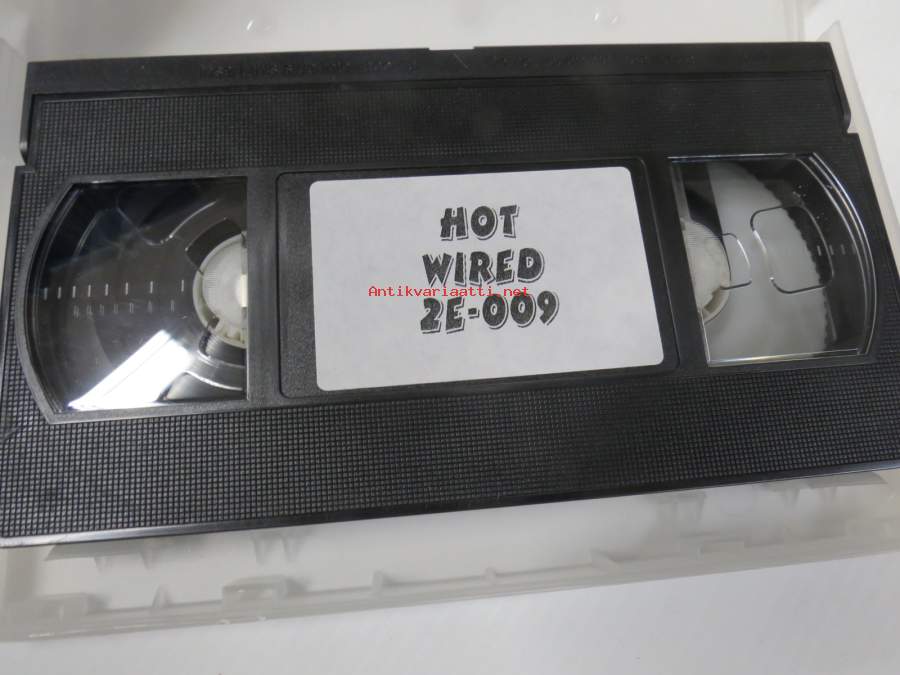 HOT
WIRED
Antikvariaatti.net
2E-009